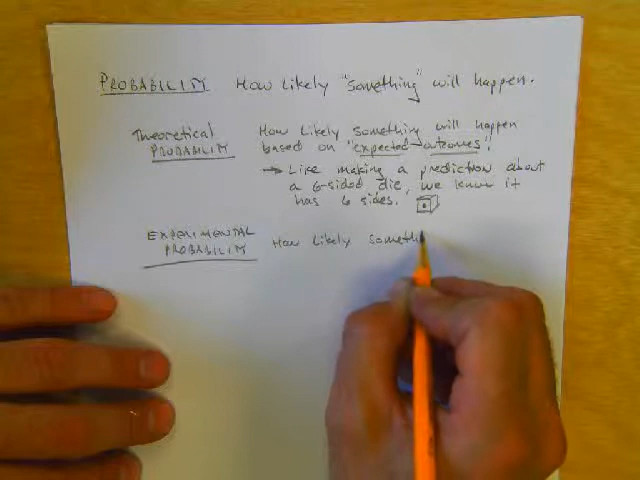 PROBABILITY How likely "something" will happen.
Theoretical PROBABILITY
How likely something will happen
based on "expected outcomes".
→ Like making a prediction about
a 6-sided die, we know it
has 6 sides.
EXPERIMENTAL PROBABILITY
How likely someth